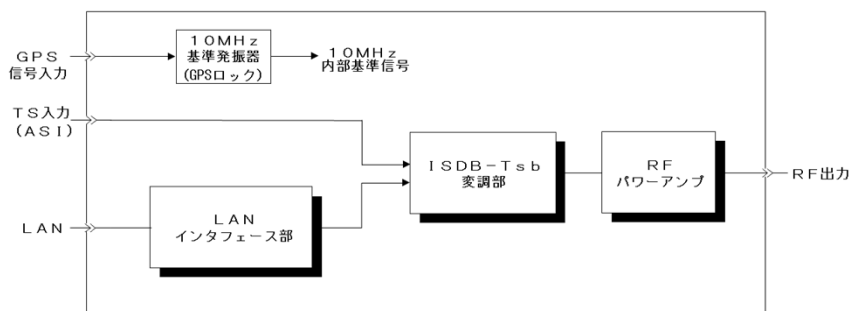 GPS
信号入力
10MHz
基準発振器
(GPSロック)
10MHz
内部基準信号
TS入力
(ASI)
ISDB-Tsb
変調部
RF
パワーアンプ
RF出力
LAN
LAN
インタフェース部